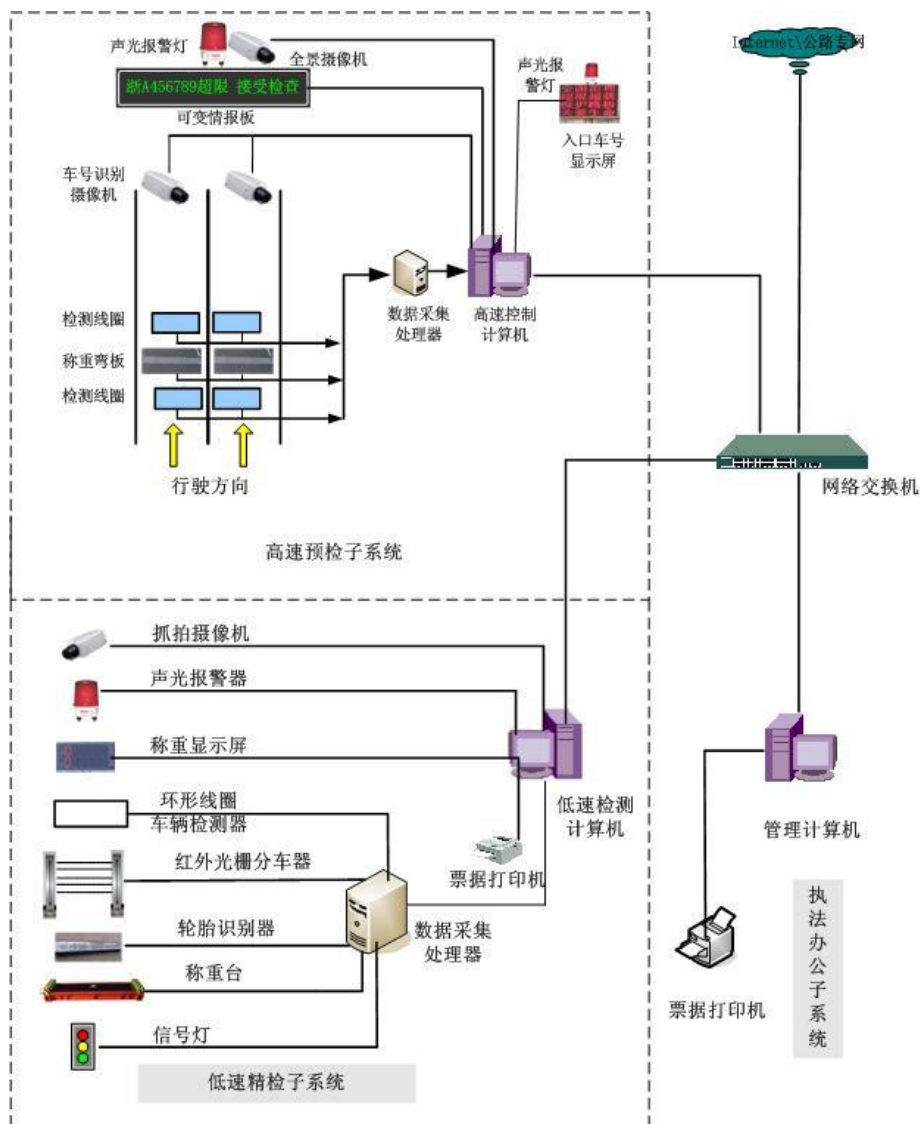 声光报警灯
全景摄像机
浙A456789超限 接受检查
可变情报板
声光报
警灯
入口车号
显示屏
Internet\公路专网
车号识别
摄像机
检测线圈
称重弯板
检测线圈
行驶方向
数据采集
处理器
高速控制
计算机
网络交换机
高速预检子系统
抓拍摄像机
声光报警器
称重显示屏
环形线圈
车辆检测器
红外光栅分车器
轮胎识别器
称重台
信号灯
低速检测
计算机
票据打印机
数据采集
处理器
低速精检子系统
管理计算机
票据打印机
执法办公子系统